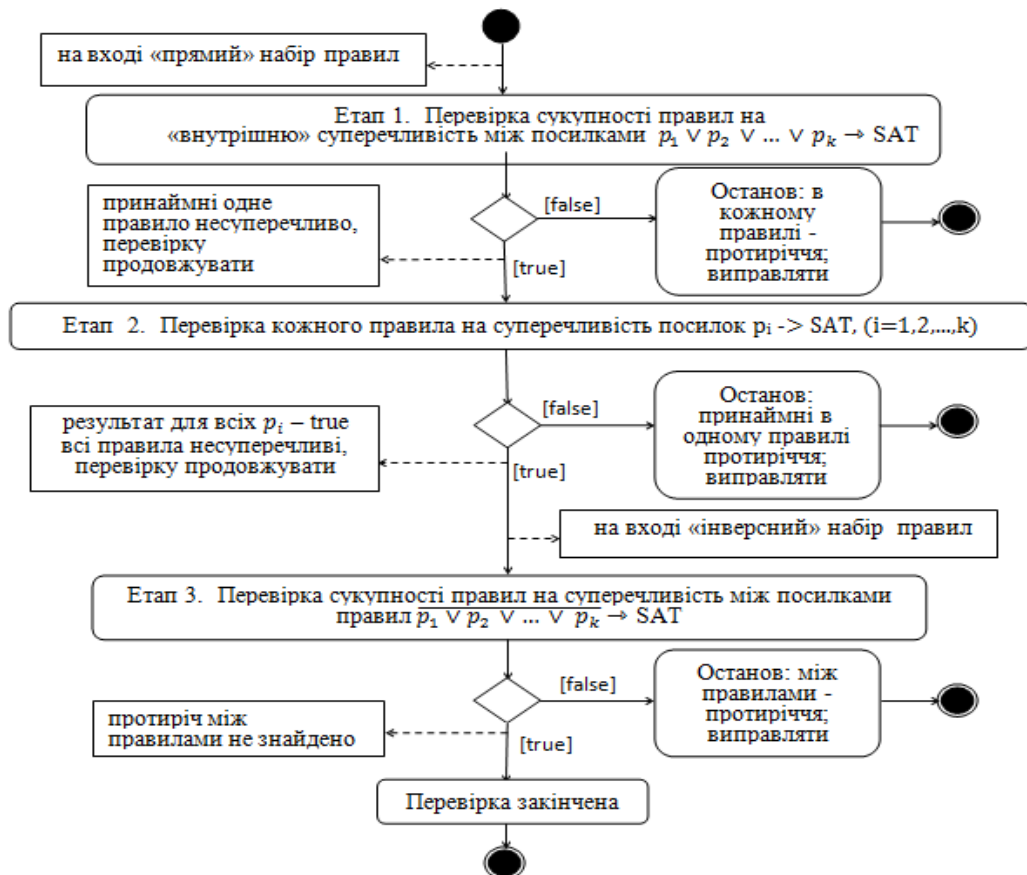 на вході «прямий» набір правил
Етап 1. Перевірка сукупності правил на
«внутрішню» суперечливість між посилками p₁ ∨ p₂ ∨ ... ∨ pₖ → SAT
принаймні одне
правило несуперечливо,
перевірку
продовжувати
[false]
[true]
Останов: в
кожному
правилі -
протиріччя;
виправляти
Етап 2. Перевірка кожного правила на суперечливість посилок pᵢ -> SAT, (i=1,2,...,k)
результат для всіх pᵢ – true
всі правила несуперечливі,
перевірку продовжувати
[false]
[true]
Останов:
принаймні в
одному правилі
протиріччя;
виправляти
на вході «інверсний» набір правил
Етап 3. Перевірка сукупності правил на суперечливість між посилками
правил p̅₁̅ ̅∨̅ ̅p̅₂̅ ̅∨̅ ̅.̅.̅.̅ ̅∨̅ ̅p̅ₖ̅ → SAT
протиріч між
правилами не знайдено
[false]
[true]
Останов: між
правилами -
протиріччя;
виправляти
Перевірка закінчена